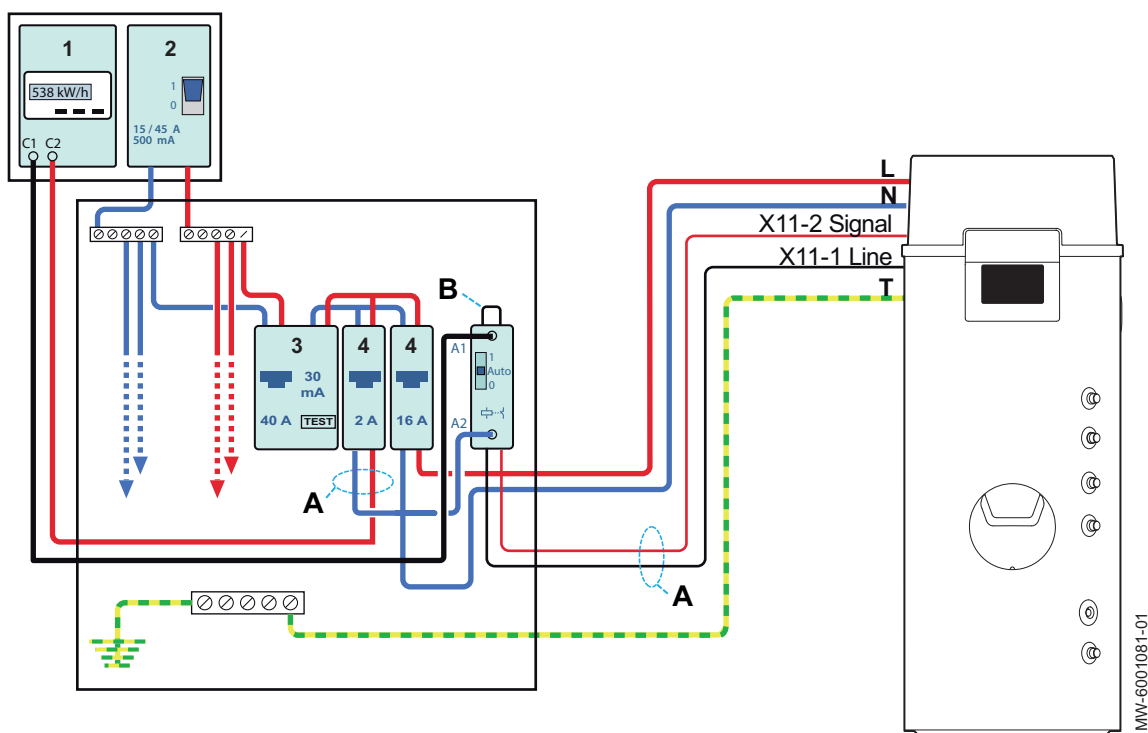 1
538 kW/h
C1 C2
2
1
0
15 / 45 A
500 mA
L
N
X11-2 Signal
X11-1 Line
T
B
3
30
mA
40 A TEST
4
2 A
4
16 A
A1
1
Auto
0
A2
A
A
MW-6001081-01